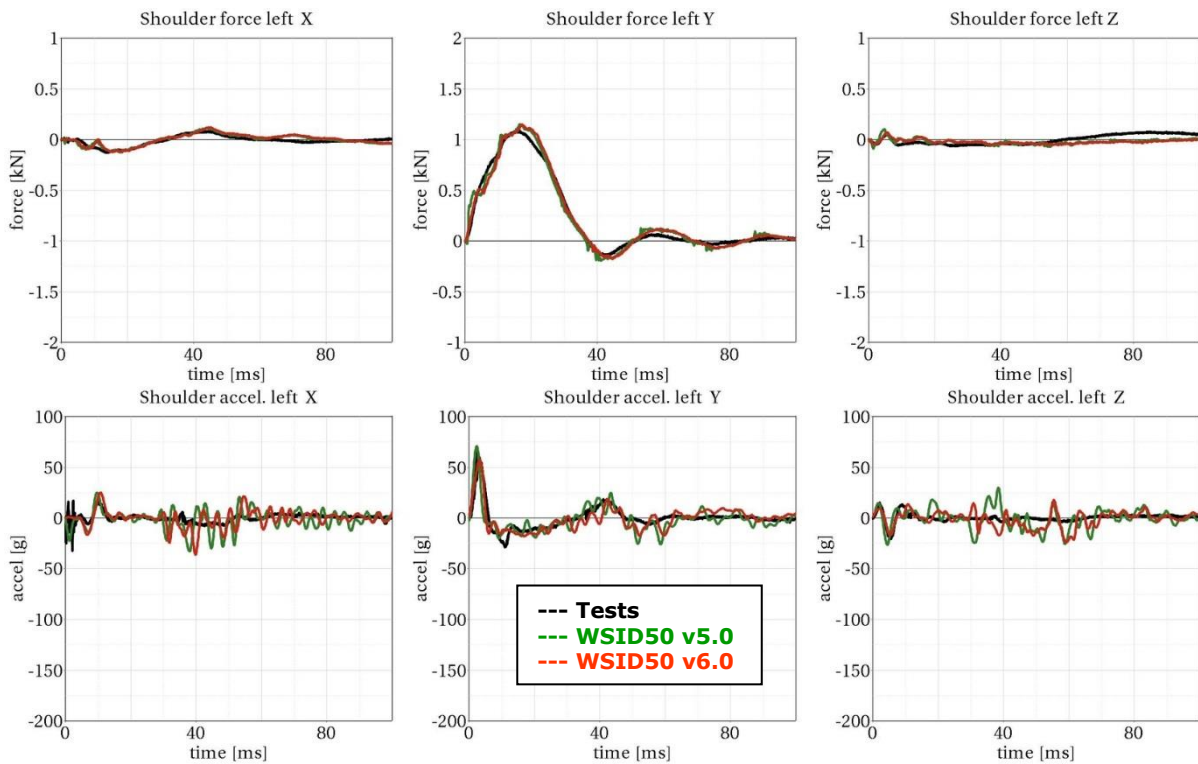 Shoulder force left X
Shoulder force left Y
Shoulder force left Z
1
0.5
0
-0.5
-1
-1.5
-2
force [kN]
0
40
80
time [ms]
2
1.5
1
0.5
0
-0.5
-1
force [kN]
0
40
80
time [ms]
1
0.5
0
-0.5
-1
-1.5
-2
force [kN]
0
40
80
time [ms]
Shoulder accel. left X
Shoulder accel. left Y
Shoulder accel. left Z
100
50
0
-50
-100
-150
-200
accel [g]
0
40
80
time [ms]
100
50
0
-50
-100
-150
-200
accel [g]
0
40
80
time [ms]
--- Tests
--- WSID50 v5.0
--- WSID50 v6.0
100
50
0
-50
-100
-150
-200
accel [g]
0
40
80
time [ms]